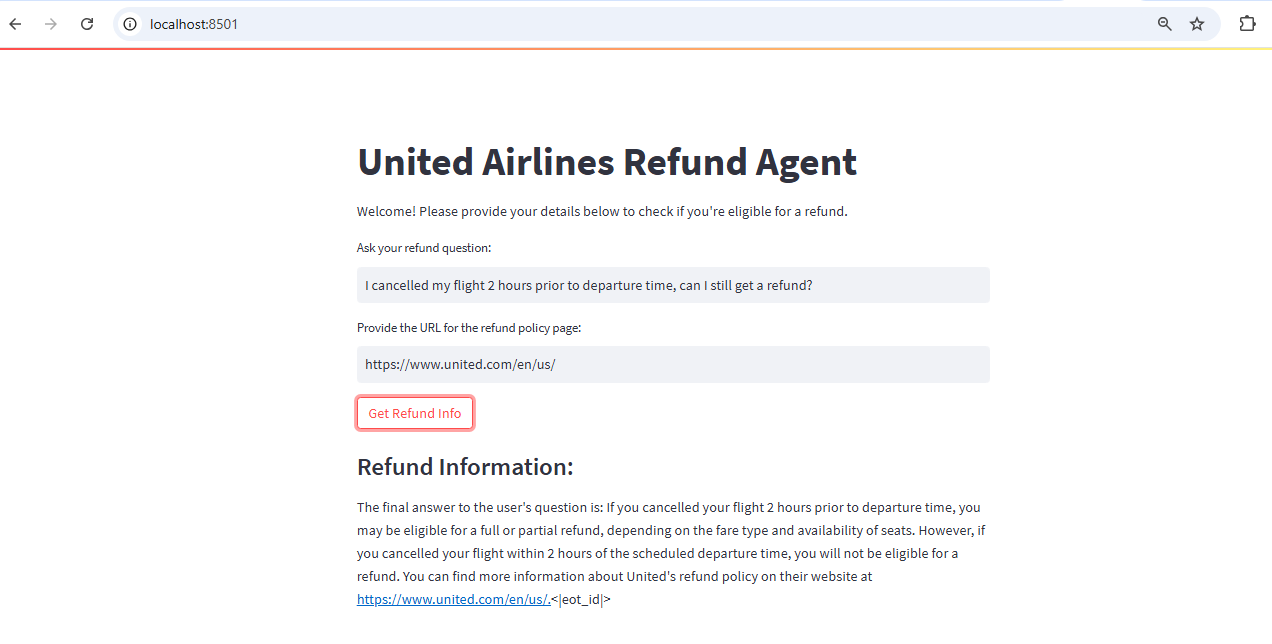 localhost:8501
United Airlines Refund Agent
Welcome! Please provide your details below to check if you're eligible for a refund.
Ask your refund question:
I cancelled my flight 2 hours prior to departure time, can I still get a refund?
Provide the URL for the refund policy page:
https://www.united.com/en/us/
Get Refund Info
Refund Information:
The final answer to the user's question is: If you cancelled your flight 2 hours prior to departure time, you
may be eligible for a full or partial refund, depending on the fare type and availability of seats. However, if
you cancelled your flight within 2 hours of the scheduled departure time, you will not be eligible for a
refund. You can find more information about United's refund policy on their website at
https://www.united.com/en/us/.<|eot_id|>